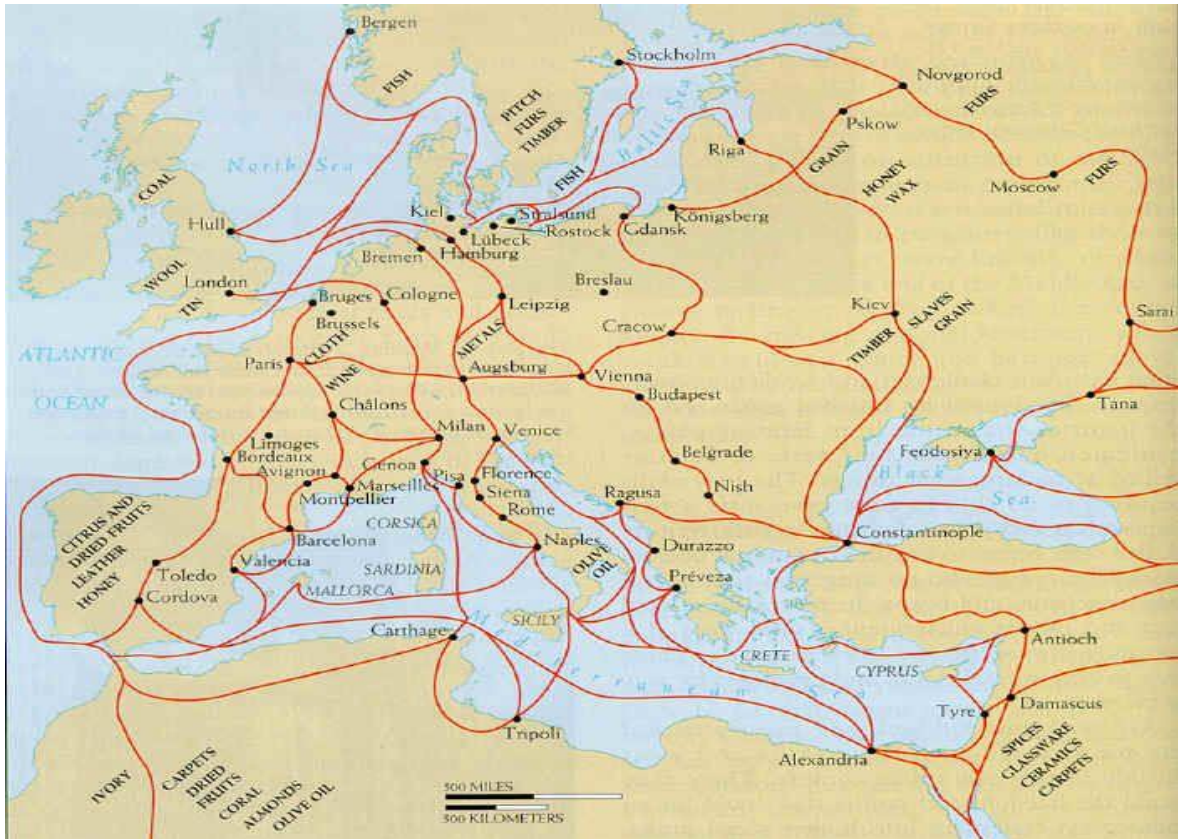 Bergen
Stockholm
Novgorod
FISH
PITCH
FURS
TIMBER
Baltic Sea
FURS
Pskow
North Sea
Riga
GRAIN
HONEY
WAX
Moscow
FURS
COAL
FISH
Hull
Kiel
Stralsund
Rostock
Lübeck
Königsberg
Gdansk
Bremen
Hamburg
WOOL
London
TIN
Bruges
Cologne
Leipzig
Breslau
Brussels
Kiev
SLAVES
GRAIN
Sarai
ATLANTIC
OCEAN
Paris
CLOTH
METALS
Cracow
TIMBER
WINE
Augsburg
Vienna
Budapest
Tana
Châlons
Limoges
Milan
Venice
Bordeaux
Avignon
Genoa
Florence
Belgrade
Feodosiya
Black
Sea
Marseilles
Pisa
Siena
Montpellier
Nish
Ragusa
CITRUS AND
DRIED FRUITS
LEATHER
HONEY
CORSICA
Rome
Barcelona
Constantinople
Toledo
Valencia
SARDINIA
Naples
OLIVE
OIL
Durazzo
MALLORCA
Préveza
Cordova
SICILY
Carthage
Antioch
Mediterranean Sea
CRETE
CYPRUS
Tripoli
Tyre
Damascus
Alexandria
SPICES
GLASSWARE
CERAMICS
CARPETS
IVORY
CARPETS
DRIED
FRUITS
CORAL
ALMONDS
OLIVE OIL
500 MILES
500 KILOMETERS